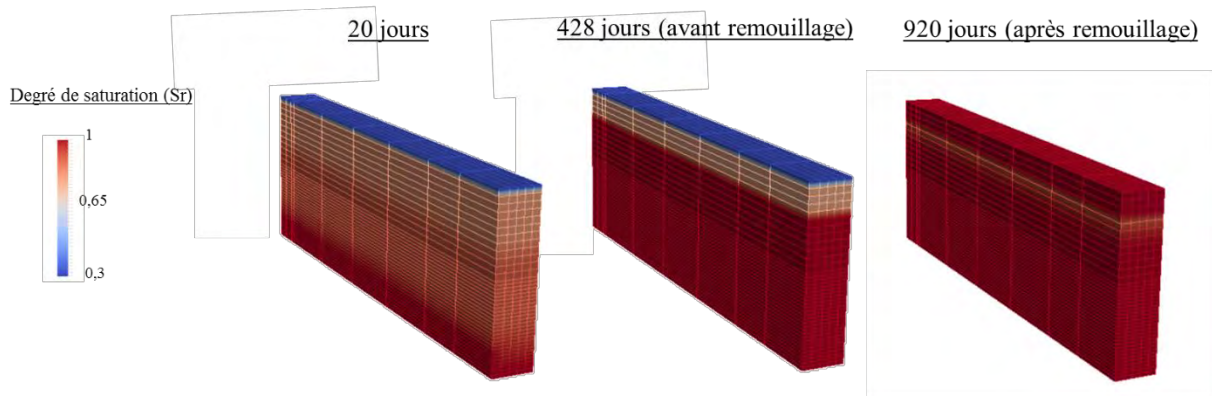 20 jours
428 jours (avant remouillage)
920 jours (après remouillage)
Degré de saturation (Sr)
1
0,65
0,3